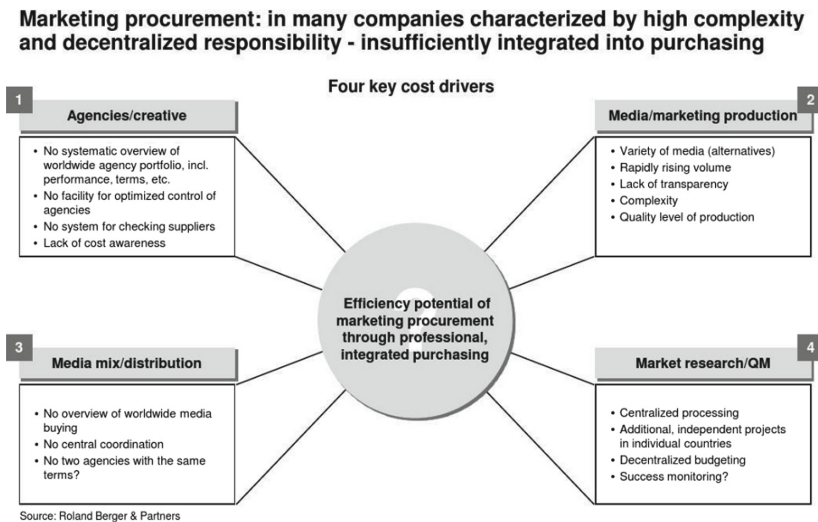 Marketing procurement: in many companies characterized by high complexity
and decentralized responsibility - insufficiently integrated into purchasing
Four key cost drivers
1
Agencies/creative
• No systematic overview of
worldwide agency portfolio, incl.
performance, terms, etc.
• No facility for optimized control of
agencies
• No system for checking suppliers
• Lack of cost awareness
2
Media/marketing production
• Variety of media (alternatives)
• Rapidly rising volume
• Lack of transparency
• Complexity
• Quality level of production
?
Efficiency potential of
marketing procurement
through professional,
integrated purchasing
3
Media mix/distribution
• No overview of worldwide media
buying
• No central coordination
• No two agencies with the same
terms?
4
Market research/QM
• Centralized processing
• Additional, independent projects
in individual countries
• Decentralized budgeting
• Success monitoring?
Source: Roland Berger & Partners